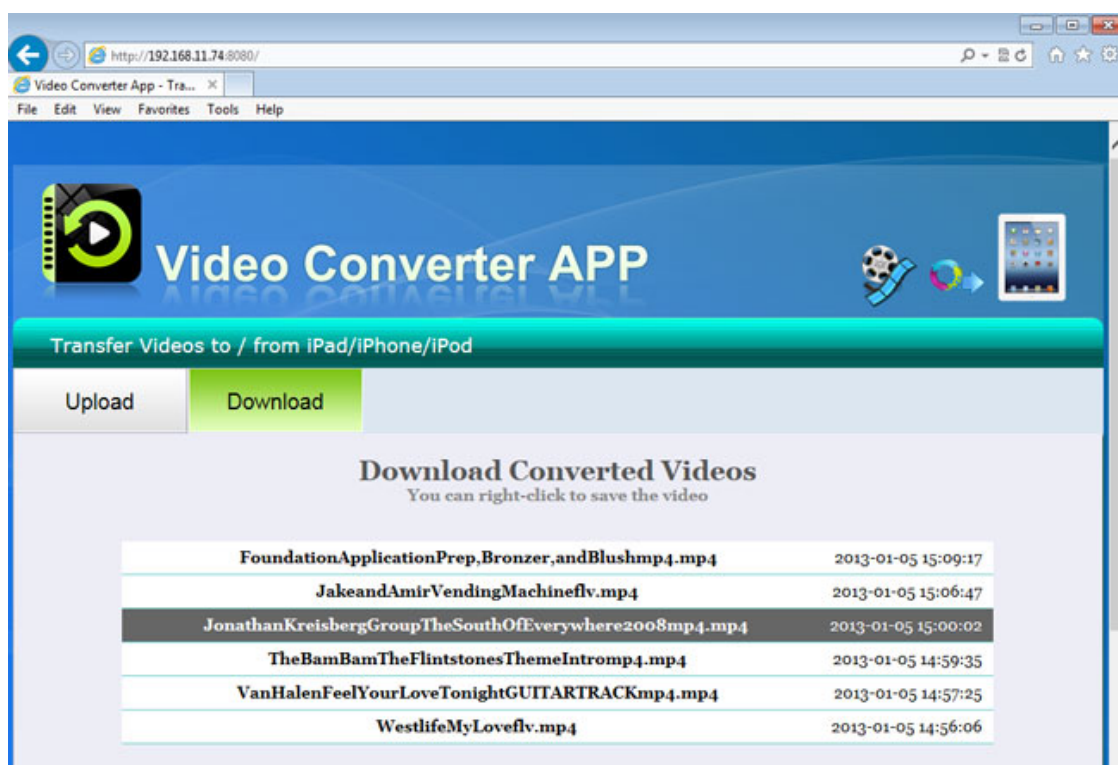 http://192.168.11.74:8080/
Video Converter App - Tra...
File Edit View Favorites Tools Help
Video Converter APP
Transfer Videos to / from iPad/iPhone/iPod
Upload Download
Download Converted Videos
You can right-click to save the video
FoundationApplicationPrep,Bronzer,andBlushmp4.mp4 2013-01-05 15:09:17
JakeandAmirVendingMachineflv.mp4 2013-01-05 15:06:47
JonathanKreisbergGroupTheSouthOfEverywhere2008mp4.mp4 2013-01-05 15:00:02
TheBamBamTheFlintstonesThemeIntromp4.mp4 2013-01-05 14:59:35
VanHalenFeelYourLoveTonightGUITARTRACKmp4.mp4 2013-01-05 14:57:25
WestlifeMyLoveflv.mp4 2013-01-05 14:56:06